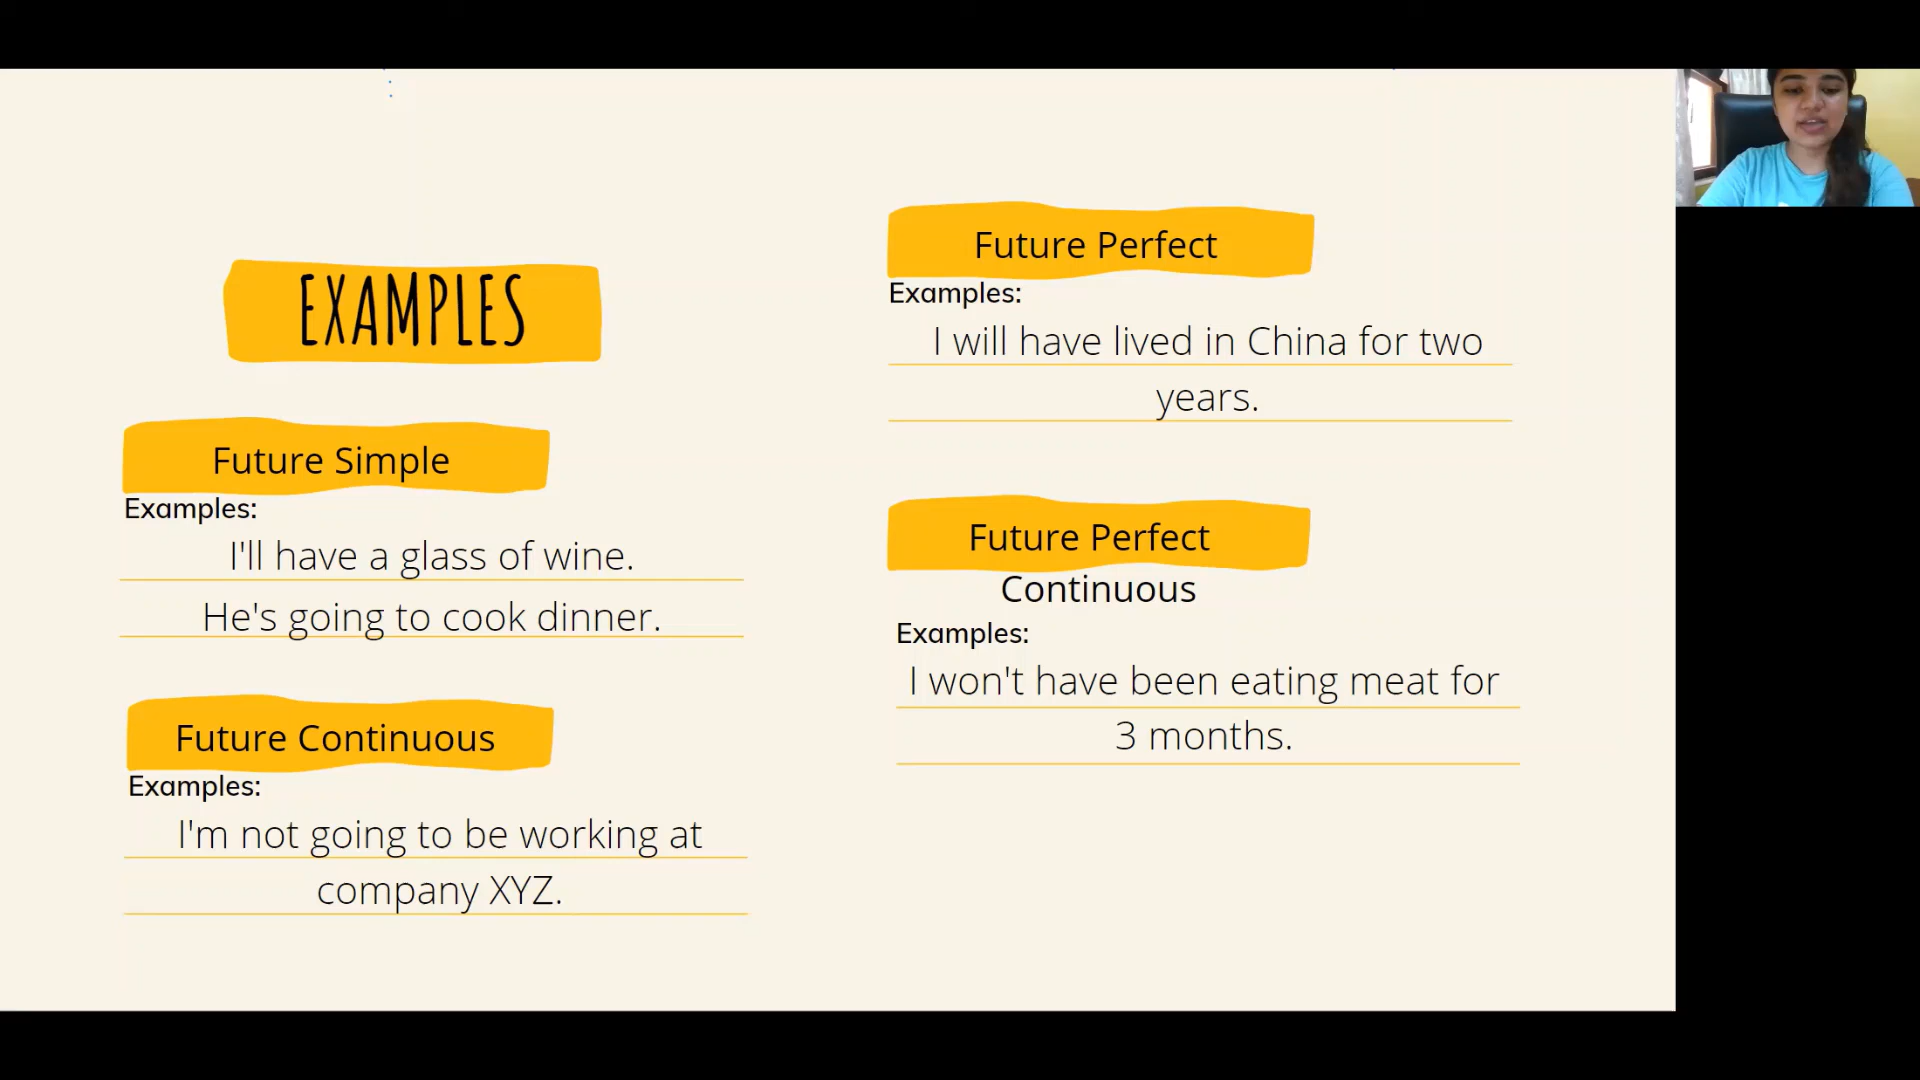 EXAMPLES
Future Simple
Examples:
I'll have a glass of wine.
He's going to cook dinner.
Future Continuous
Examples:
I'm not going to be working at
company XYZ.
Future Perfect
Examples:
I will have lived in China for two
years.
Future Perfect
Continuous
Examples:
I won't have been eating meat for
3 months.